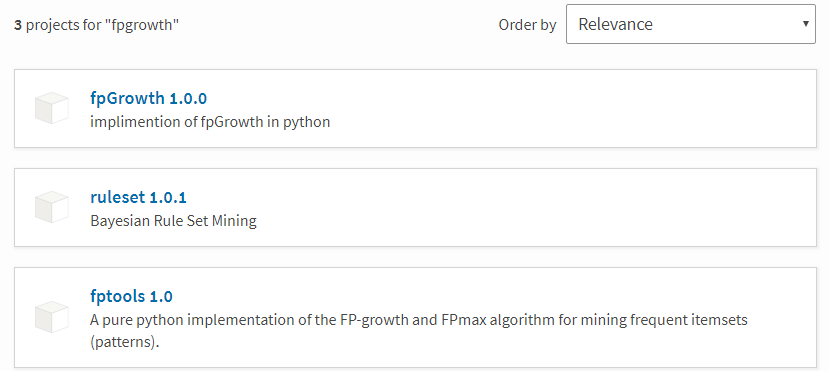 3 projects for "fpgrowth"
Order by
Relevance
fpGrowth 1.0.0
implimention of fpGrowth in python
ruleset 1.0.1
Bayesian Rule Set Mining
fptools 1.0
A pure python implementation of the FP-growth and FPmax algorithm for mining frequent itemsets
(patterns).